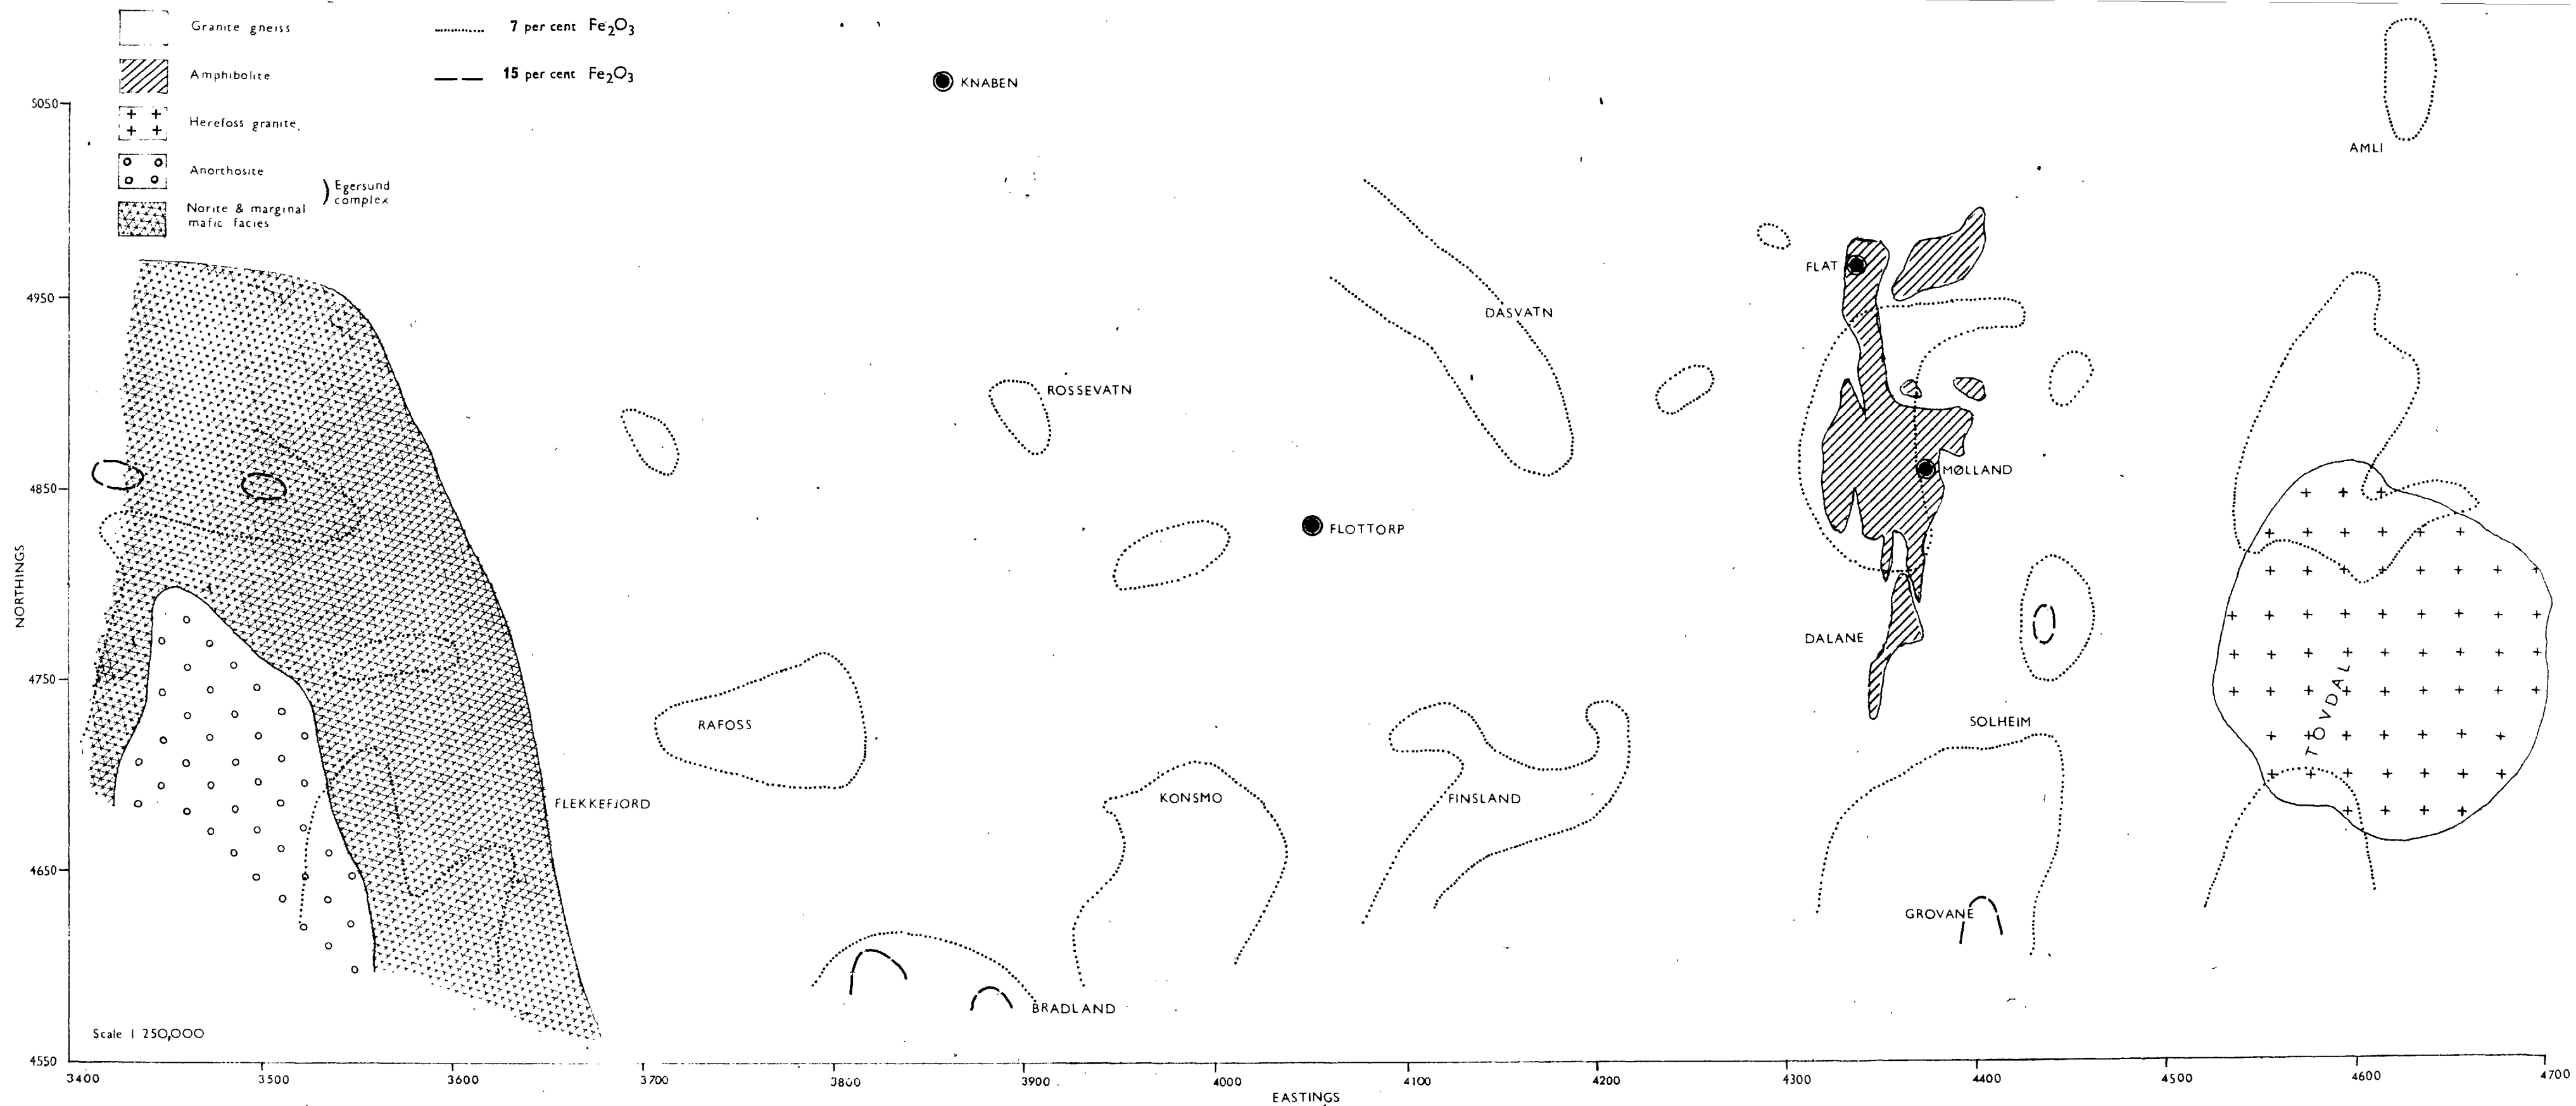 Granite gneiss
Amphibolite
Herefoss granite
Anorthosite
Norite & marginal
mafic facies
) Egersund
complex
7 per cent Fe2O3
15 per cent Fe2O3
KNABEN
AMLI
FLAT
DASVATN
ROSSEVATN
MØLLAND
FLOTTORP
DALANE
RAFOSS
SOLHEIM
TOVDAL
FLEKKEFJORD
KONSMO
FINSLAND
GROVANE
BRADLAND
Scale 1 250,000
NORTHINGS
5050
4950
4850
4750
4650
4550
3400 3500 3600 3700 3800 3900 4000 4100 4200 4300 4400 4500 4600 4700
EASTINGS